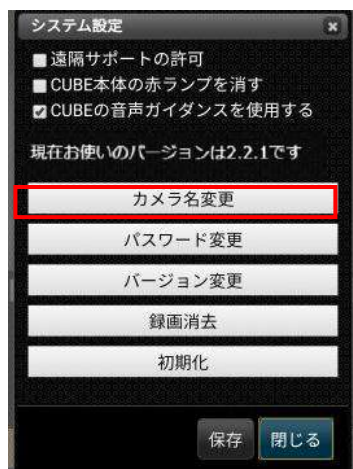 システム設定
遠隔サポートの許可
CUBE本体の赤ランプを消す
CUBEの音声ガイダンスを使用する
現在お使いのバージョンは2.2.1です
カメラ名変更
パスワード変更
バージョン変更
録画消去
初期化
保存 閉じる